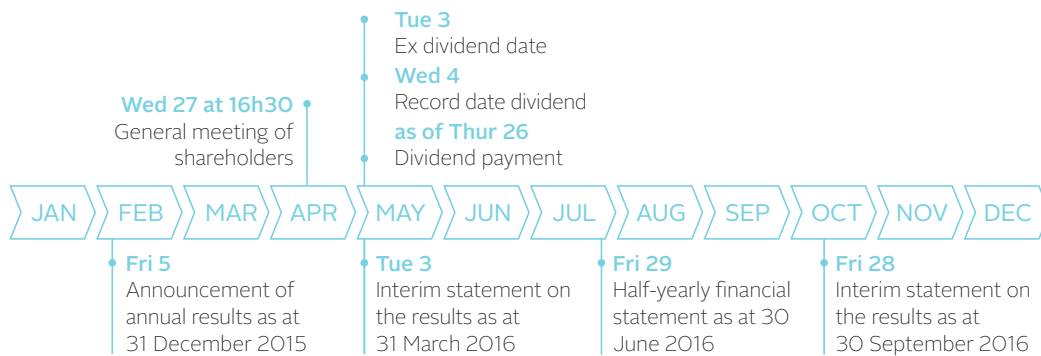 Tue 3
Ex dividend date
Wed 4
Record date dividend
as of Thur 26
Dividend payment
Wed 27 at 16h30
General meeting of
shareholders
JAN FEB MAR APR MAY JUN JUL AUG SEP OCT NOV DEC
Fri 5
Announcement of
annual results as at
31 December 2015
Tue 3
Interim statement on
the results as at
31 March 2016
Fri 29
Half-yearly financial
statement as at 30
June 2016
Fri 28
Interim statement on
the results as at
30 September 2016